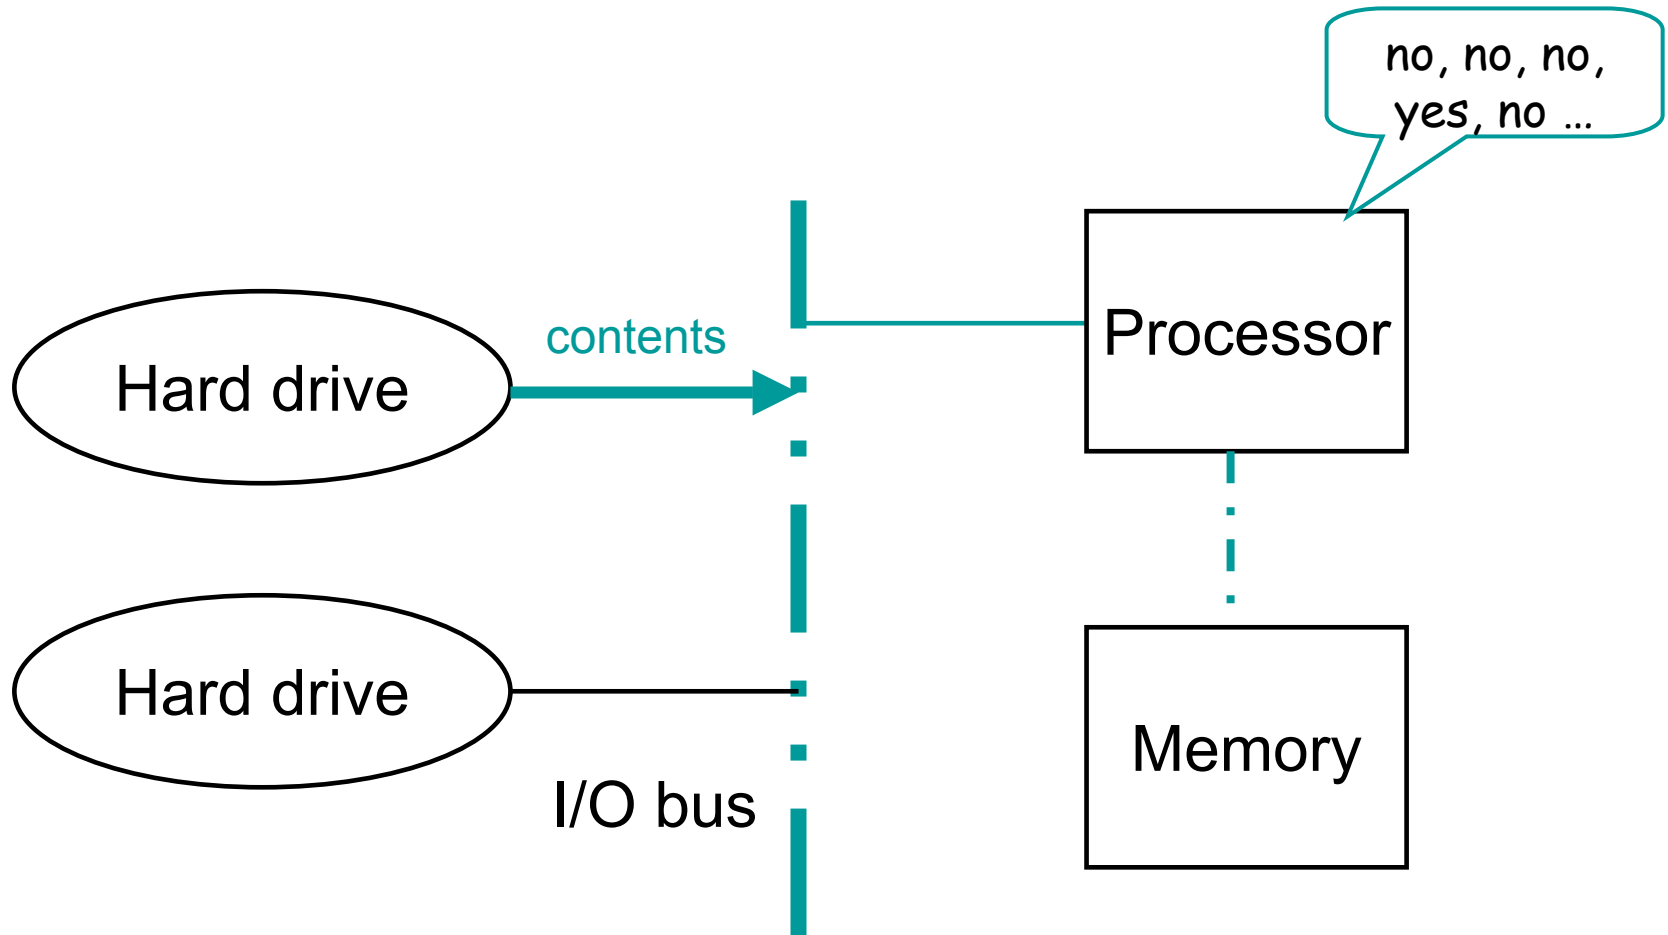 no, no, no,
yes, no ...
contents
Processor
Hard drive
Hard drive
Memory
I/O bus